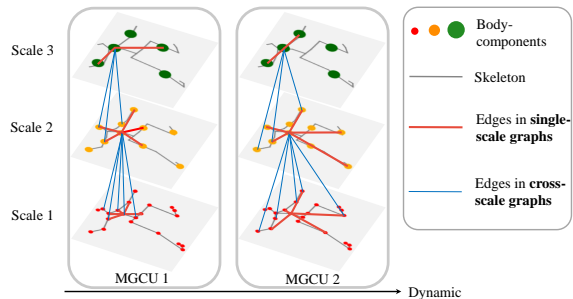 Scale 3
Scale 2
Scale 1
MGCU 1
MGCU 2
Dynamic
Body-
components
Skeleton
Edges in single-
scale graphs
Edges in cross-
scale graphs